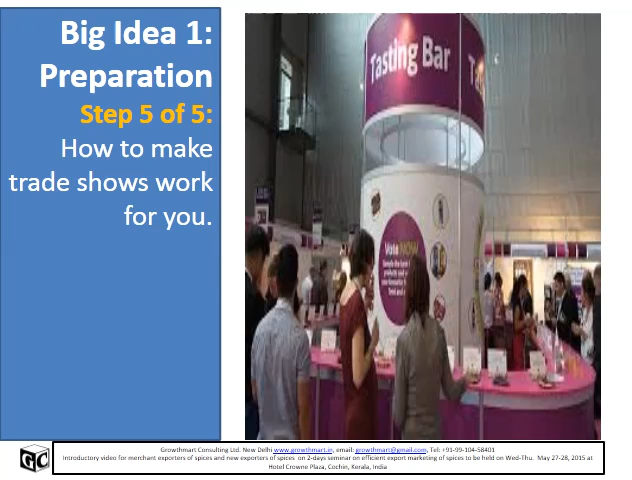 Big Idea 1:
Preparation
Step 5 of 5:
How to make
trade shows work
for you.
Tasting Bar
Ta
Vote NOW
GC
Growthmart Consulting Ltd. New Delhi www.growthmart.in, email: growthmart@gmail.com, Tel: +91-99-104-58401
Introductory video for merchant exporters of spices and new exporters of spices on 2-days seminar on efficient export marketing of spices to be held on Wed-Thu. May 27-28, 2015 at
Hotel Crowne Plaza, Cochin, Kerala, India